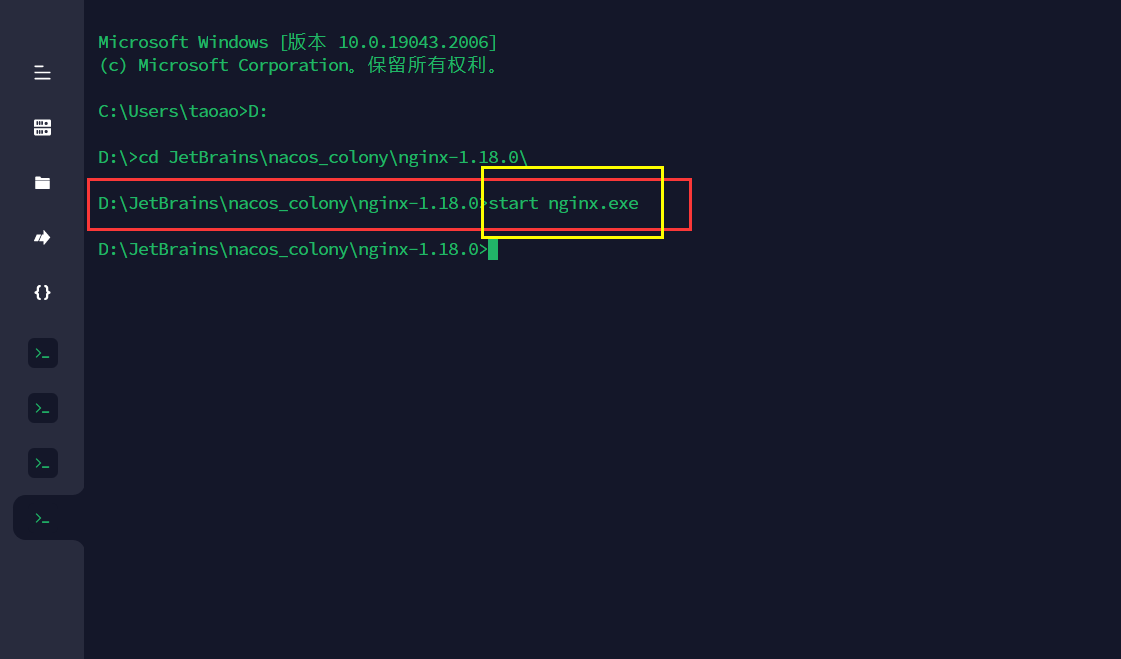 Microsoft Windows [版本 10.0.19043.2006]
(c) Microsoft Corporation。保留所有权利。
C:\Users\taoao>D:
D:\>cd JetBrains\nacos_colony\nginx-1.18.0\
D:\JetBrains\nacos_colony\nginx-1.18.0>start nginx.exe
D:\JetBrains\nacos_colony\nginx-1.18.0>